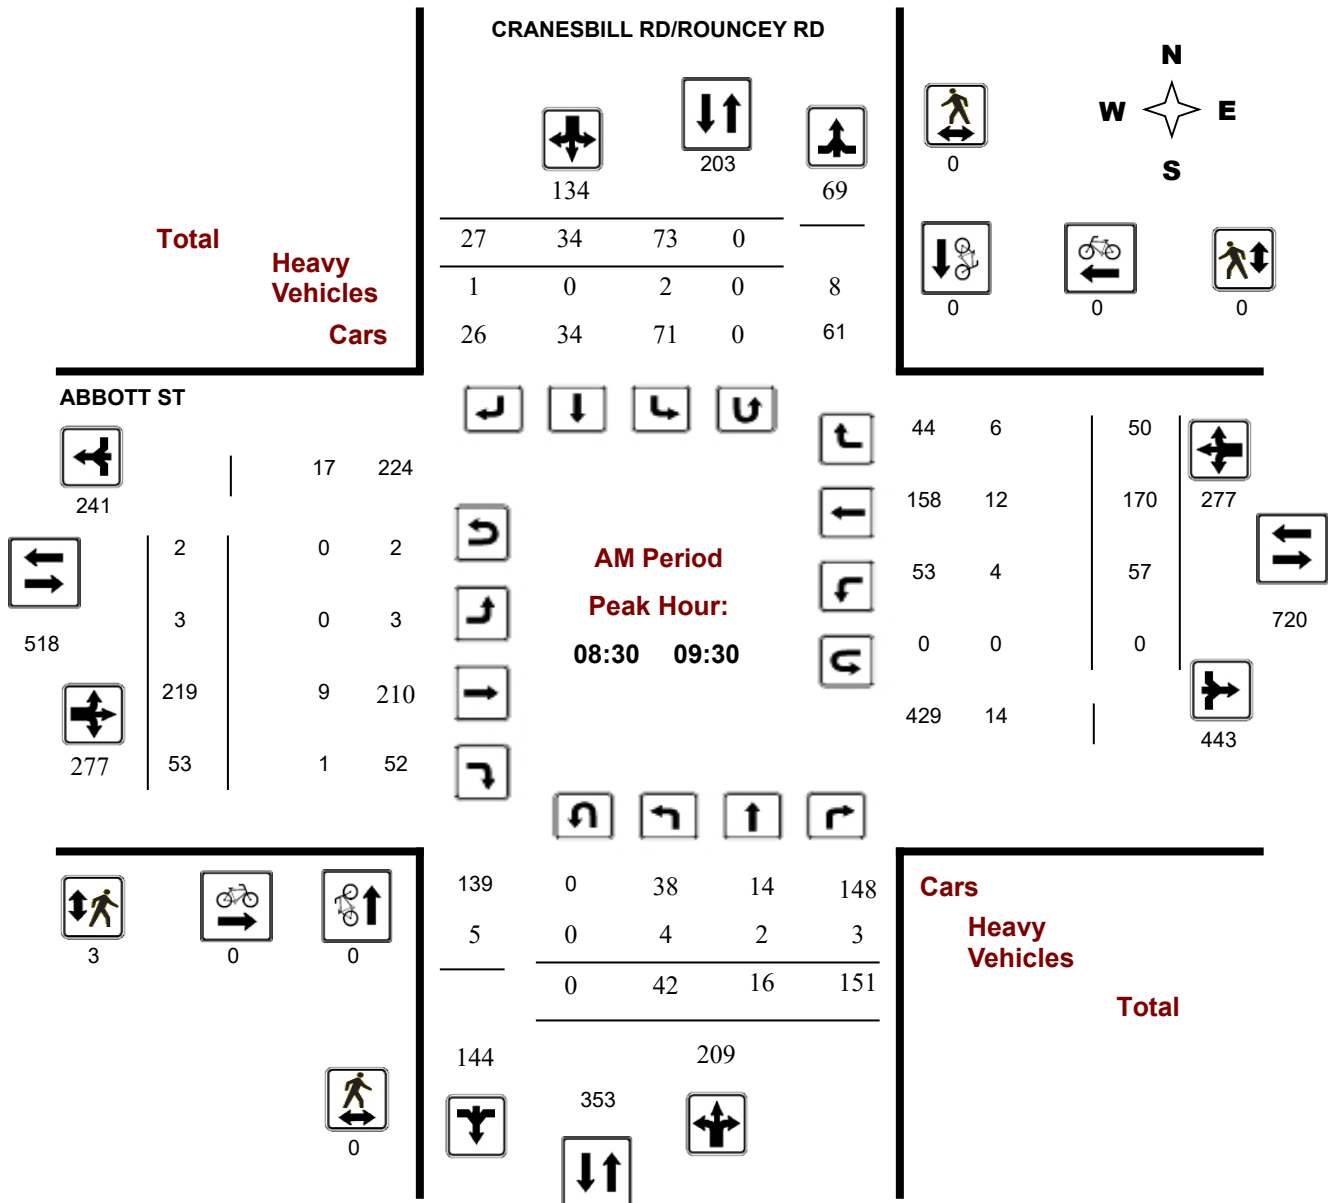 CRANESBILL RD/ROUNCEY RD
N
W E
S
203
134
69
0
Total
27 34 73 0
Heavy
Vehicles
1 0 2 0 8
0 0 0
Cars
26 34 71 0 61
ABBOTT ST
44 6 50
17 224
241
158 12 170 277
2 0 2
AM Period
53 4 57
3 0 3
Peak Hour:
720
518
08:30 09:30
0 0 0
219 9 210
429 14
443
277 53 1 52
139 0 38 14 148
Cars
5 0 4 2 3
Heavy
Vehicles
3 0 0
0 42 16 151
Total
144 209
353
0